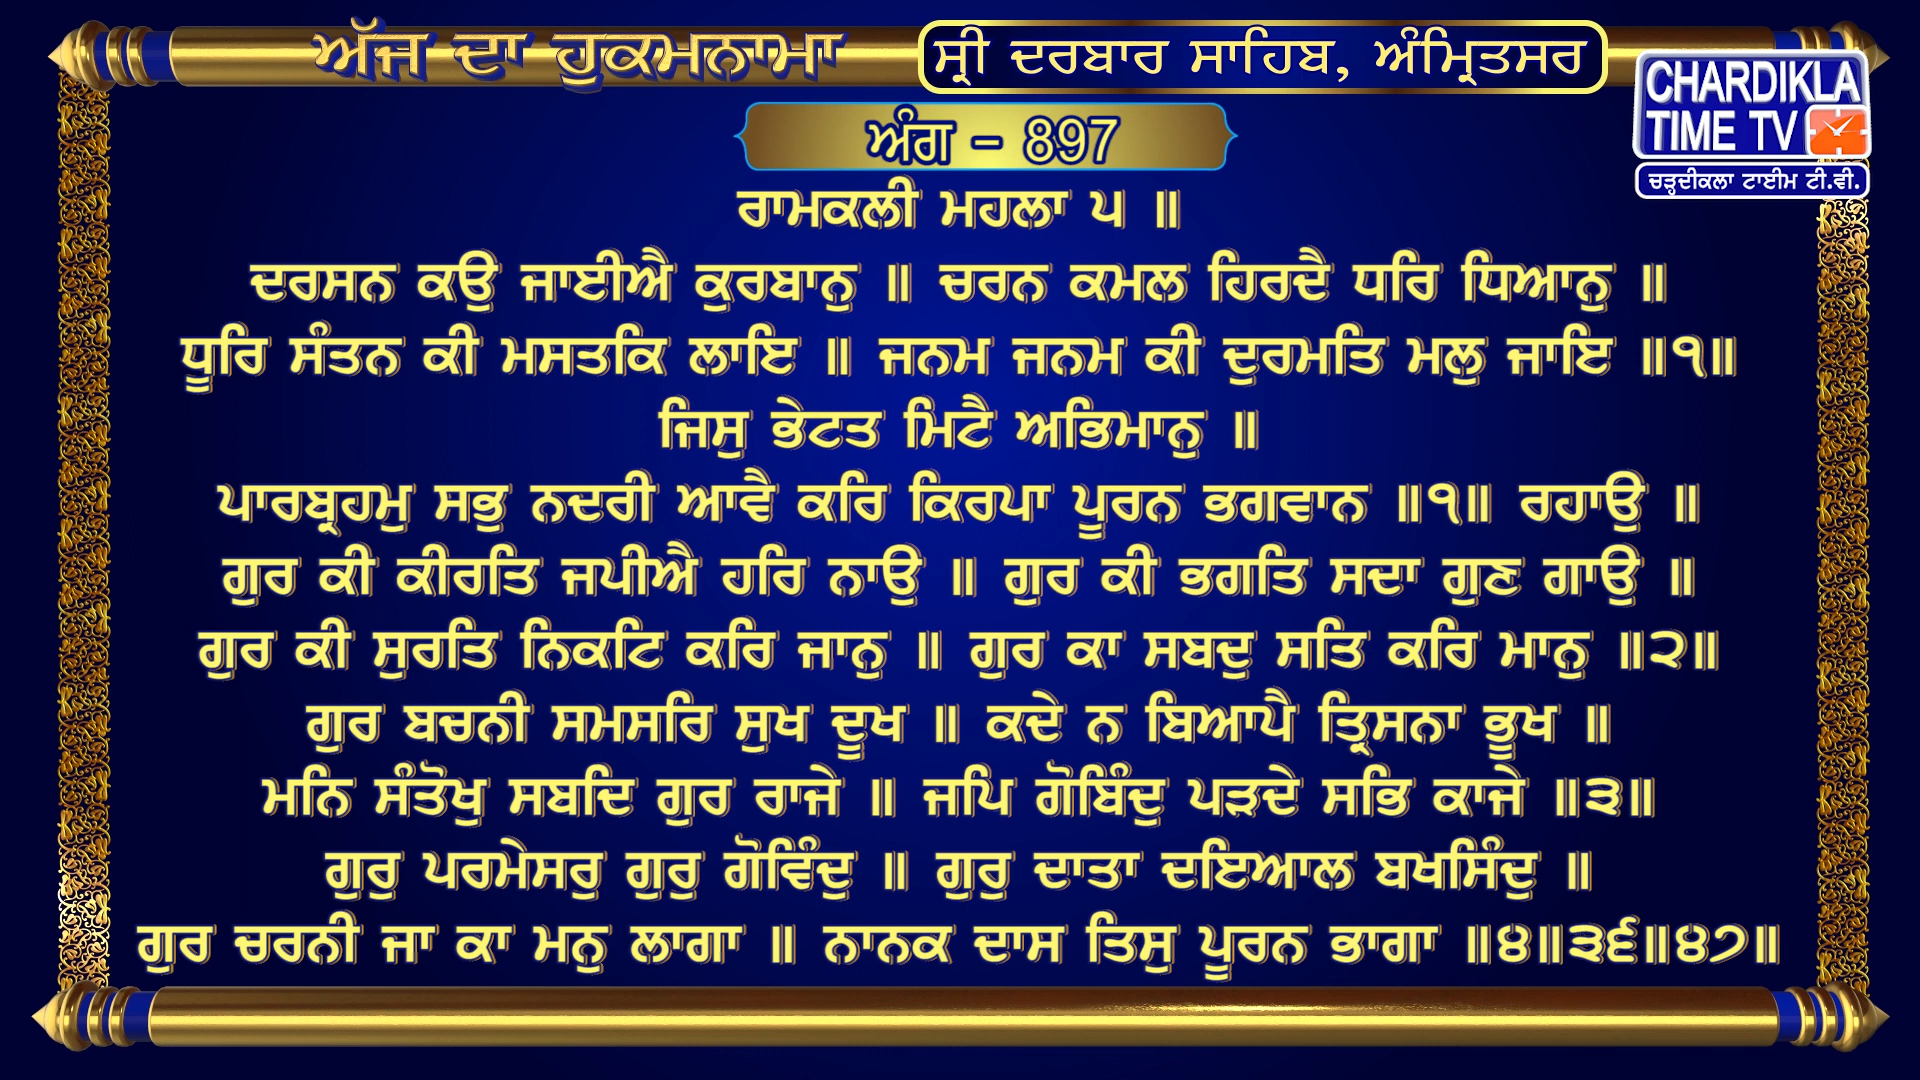 ਅੱਜ ਦਾ ਹੁਕਮਨਾਮਾ ਸ੍ਰੀ ਦਰਬਾਰ ਸਾਹਿਬ, ਅੰਮ੍ਰਿਤਸਰ
CHARDIKLA
TIME TV
ਚੜ੍ਹਦੀਕਲਾ ਟਾਈਮ ਟੀ.ਵੀ.
ਅੰਗ - 897
ਰਾਮਕਲੀ ਮਹਲਾ ੫ ॥
ਦਰਸਨ ਕਉ ਜਾਈਐ ਕੁਰਬਾਨੁ ॥ ਚਰਨ ਕਮਲ ਹਿਰਦੈ ਧਰਿ ਧਿਆਨੁ ॥
ਧੂਰਿ ਸੰਤਨ ਕੀ ਮਸਤਕਿ ਲਾਇ ॥ ਜਨਮ ਜਨਮ ਕੀ ਦੁਰਮਤਿ ਮਲੁ ਜਾਇ ॥੧॥
ਜਿਸੁ ਭੇਟਤ ਮਿਟੈ ਅਭਿਮਾਨੁ ॥
ਪਾਰਬ੍ਰਹਮੁ ਸਭੁ ਨਦਰੀ ਆਵੈ ਕਰਿ ਕਿਰਪਾ ਪੂਰਨ ਭਗਵਾਨ ॥੧॥ ਰਹਾਉ ॥
ਗੁਰ ਕੀ ਕੀਰਤਿ ਜਪੀਐ ਹਰਿ ਨਾਉ ॥ ਗੁਰ ਕੀ ਭਗਤਿ ਸਦਾ ਗੁਣ ਗਾਉ ॥
ਗੁਰ ਕੀ ਸੁਰਤਿ ਨਿਕਟਿ ਕਰਿ ਜਾਨੁ ॥ ਗੁਰ ਕਾ ਸਬਦੁ ਸਤਿ ਕਰਿ ਮਾਨੁ ॥੨॥
ਗੁਰ ਬਚਨੀ ਸਮਸਰਿ ਸੁਖ ਦੂਖ ॥ ਕਦੇ ਨ ਬਿਆਪੈ ਤ੍ਰਿਸਨਾ ਭੂਖ ॥
ਮਨਿ ਸੰਤੋਖੁ ਸਬਦਿ ਗੁਰ ਰਾਜੇ ॥ ਜਪਿ ਗੋਬਿੰਦੁ ਪੜਦੇ ਸਭਿ ਕਾਜੇ ॥੩॥
ਗੁਰੁ ਪਰਮੇਸਰੁ ਗੁਰੁ ਗੋਵਿੰਦੁ ॥ ਗੁਰੁ ਦਾਤਾ ਦਇਆਲ ਬਖਸਿੰਦੁ ॥
ਗੁਰ ਚਰਨੀ ਜਾ ਕਾ ਮਨੁ ਲਾਗਾ ॥ ਨਾਨਕ ਦਾਸ ਤਿਸੁ ਪੂਰਨ ਭਾਗਾ ॥੪॥੩੬॥੪੭॥